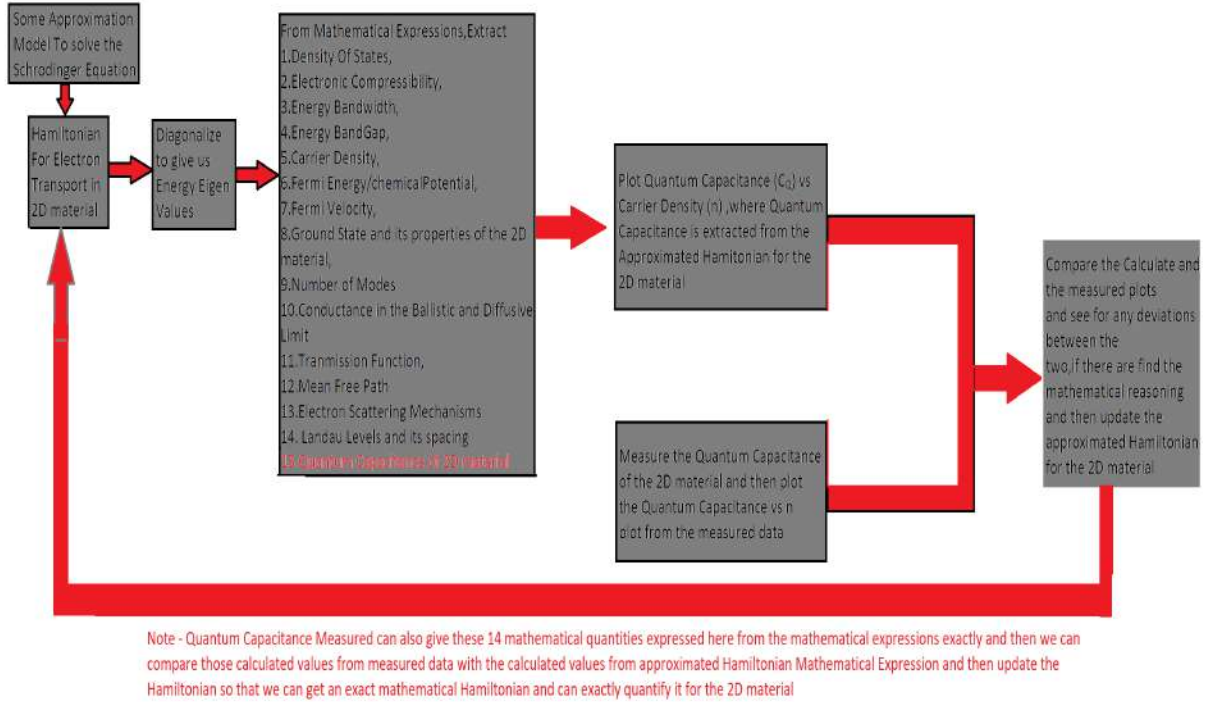 Some Approximation
Model To solve the
Schrodinger Equation
Hamiltonian
For Electron
Transport in
2D material
Diagonalize
to give us
Energy Eigen
Values
From Mathematical Expressions,Extract
1.Density Of States,
2.Electronic Compressibility,
3.Energy Bandwidth,
4.Energy BandGap,
5.Carrier Density,
6.Fermi Energy/chemicalPotential,
7.Fermi Velocity,
8.Ground State and its properties of the 2D
material,
9.Number of Modes
10.Conductance in the Ballistic and Diffusive
Limit
11.Tranmission Function,
12.Mean Free Path
13.Electron Scattering Mechanisms
14. Landau Levels and its spacing
15.Quantum Capacitance of 2D material
Plot Quantum Capacitance (CQ) vs
Carrier Density (n) ,where Quantum
Capacitance is extracted from the
Approximated Hamitonian for the
2D material
Measure the Quantum Capacitance
of the 2D material and then plot
the Quantum Capacitance vs n
plot from the measured data
Compare the Calculate and
the measured plots
and see for any deviations
between the
two,if there are find the
mathematical reasoning
and then update the
approximated Hamiltonian
for the 2D material
Note - Quantum Capacitance Measured can also give these 14 mathematical quantities expressed here from the mathematical expressions exactly and then we can
compare those calculated values from measured data with the calculated values from approximated Hamiltonian Mathematical Expression and then update the
Hamiltonian so that we can get an exact mathematical Hamiltonian and can exactly quantify it for the 2D material